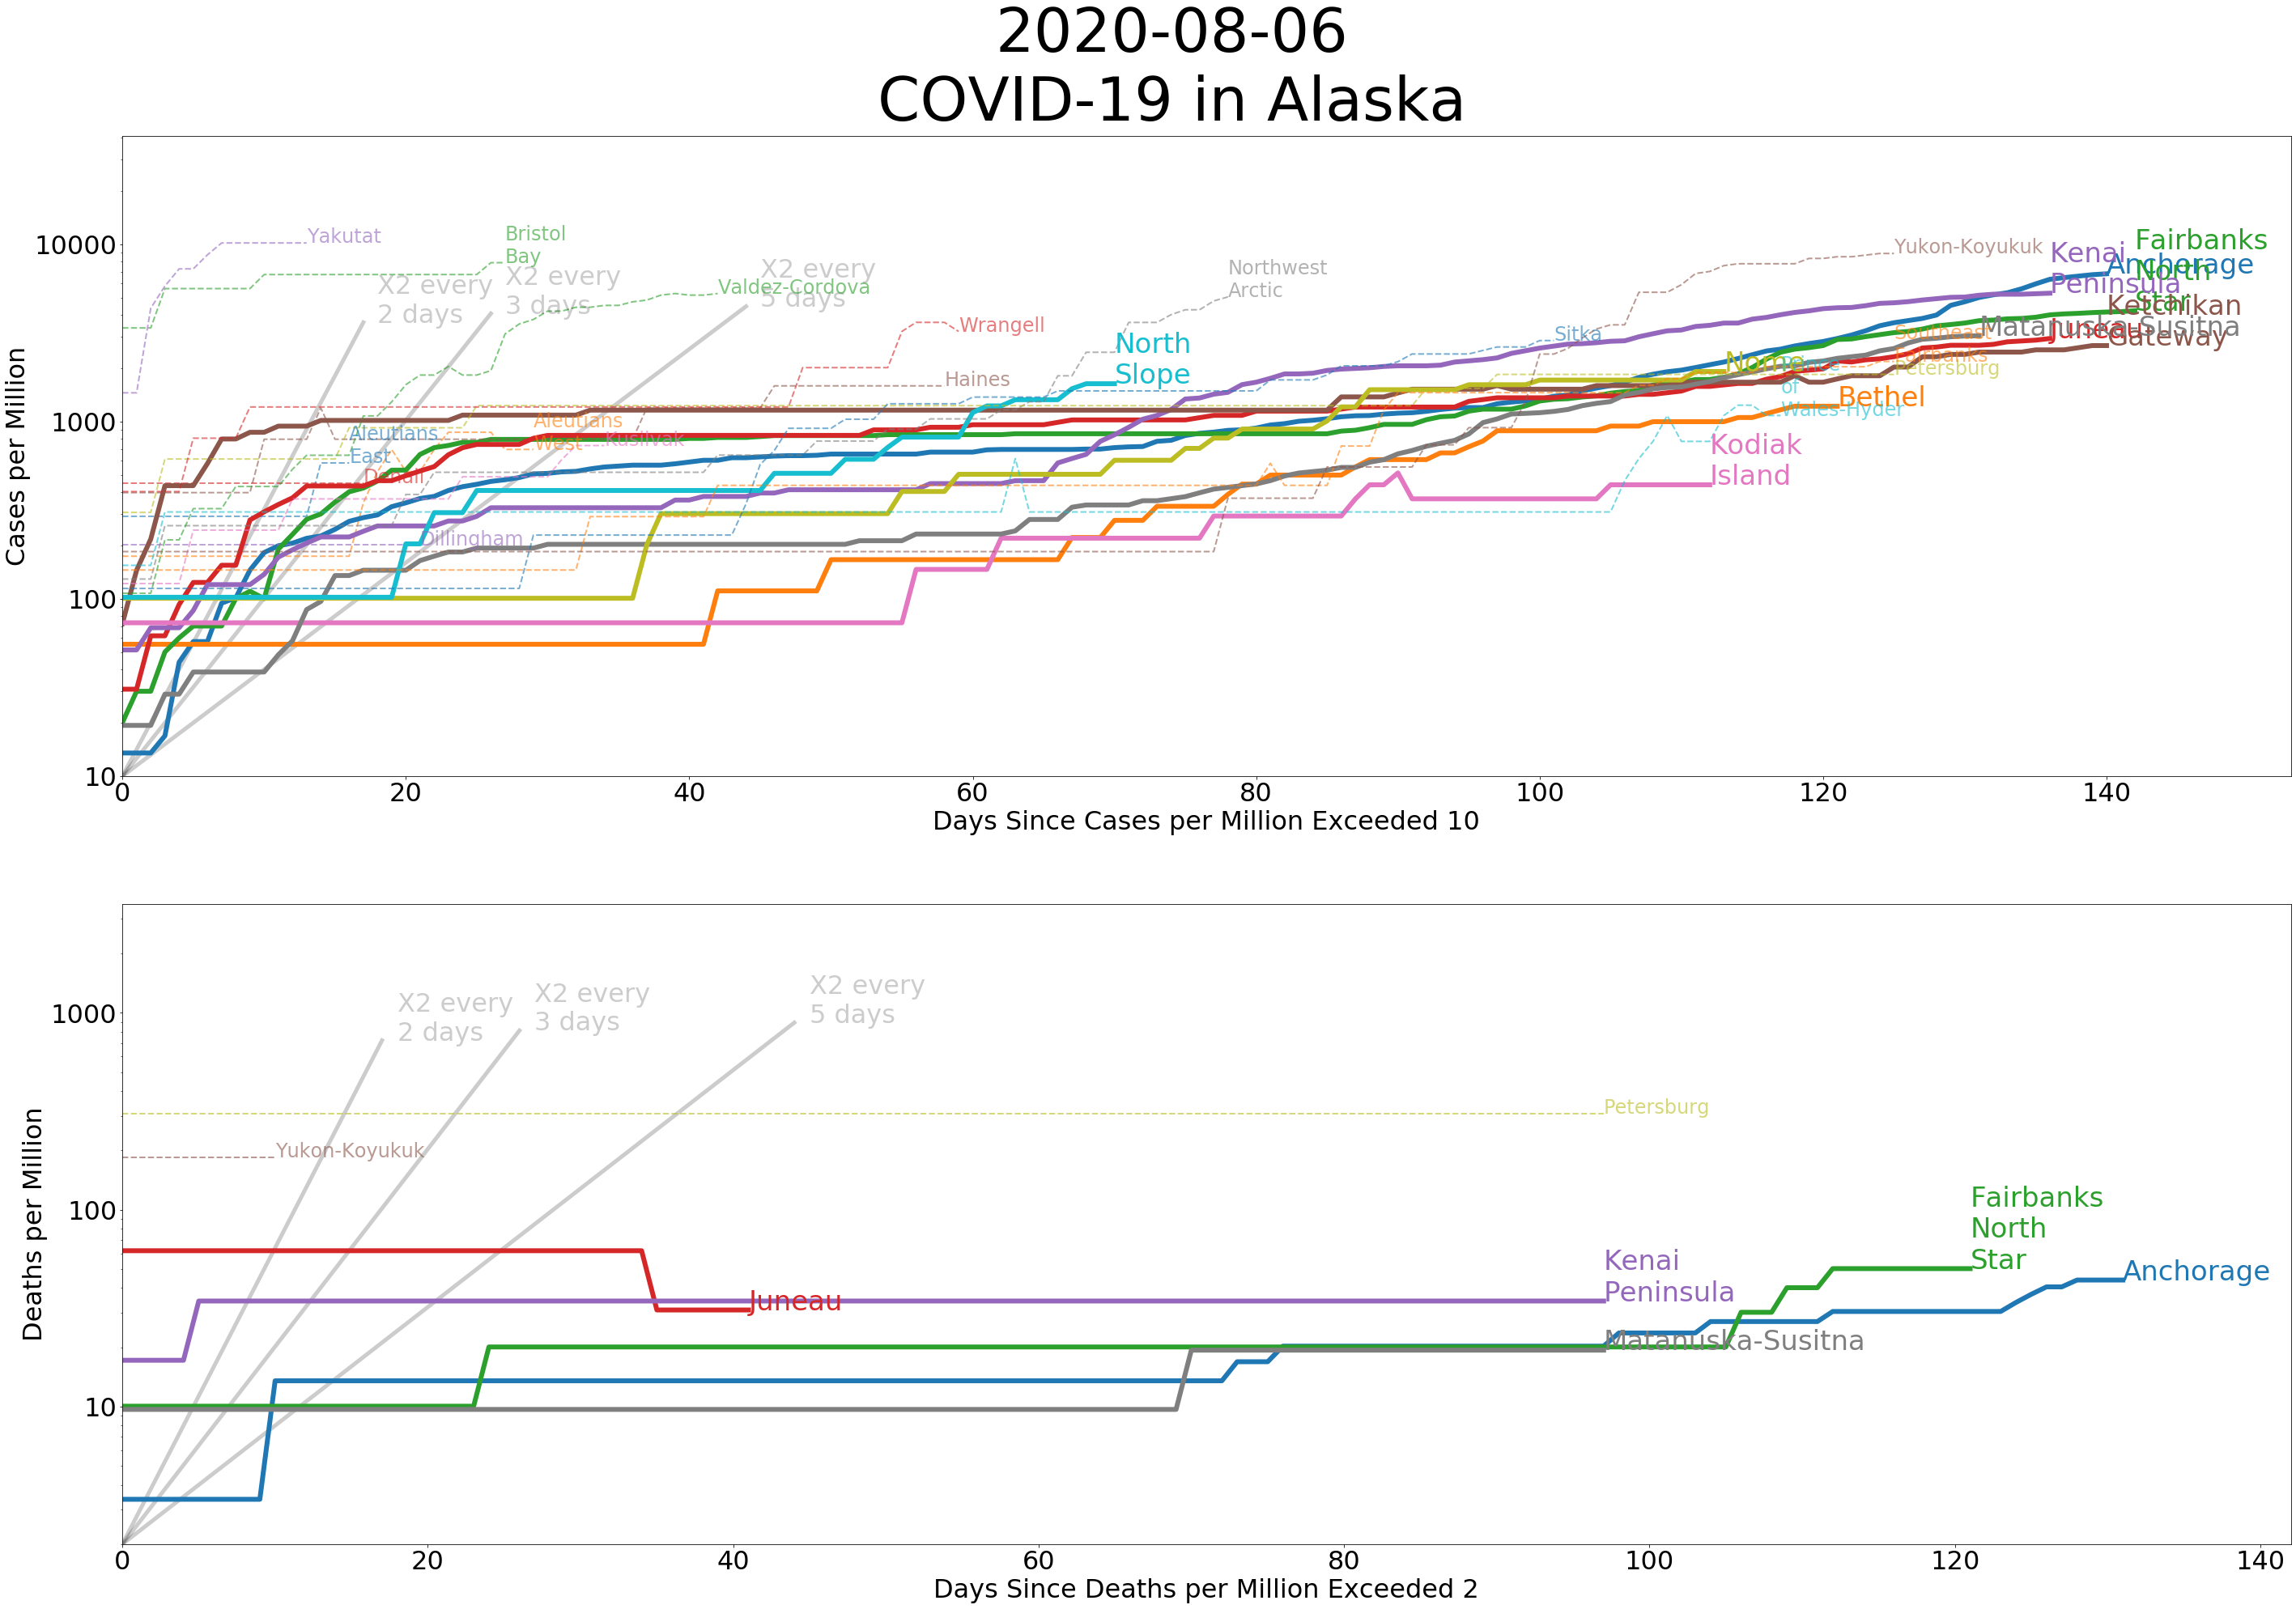 2020-08-06
COVID-19 in Alaska
Cases per Million
10000
1000
100
10
Yakutat
Bristol
Bay
X2 every
2 days
X2 every
3 days
X2 every
5 days
Valdez-Cordova
Northwest
Arctic
Wrangell
North
Slope
Haines
Sitka
Yukon-Koyukuk
Kenai
Peninsula
Fairbanks
North
Star
Anchorage
Ketchikan
Gateway
Juneau
Matanuska-Susitna
Southeast
Fairbanks
Petersburg
Nome
Prince
of
Wales-Hyder
Bethel
Kodiak
Island
Aleutians
East
Aleutians
West
Kusilvak
Denali
Dillingham
0
20
40
60
80
100
120
140
Days Since Cases per Million Exceeded 10
Deaths per Million
1000
100
10
X2 every
2 days
X2 every
3 days
X2 every
5 days
Petersburg
Yukon-Koyukuk
Fairbanks
North
Star
Kenai
Peninsula
Anchorage
Juneau
Matanuska-Susitna
0
20
40
60
80
100
120
140
Days Since Deaths per Million Exceeded 2